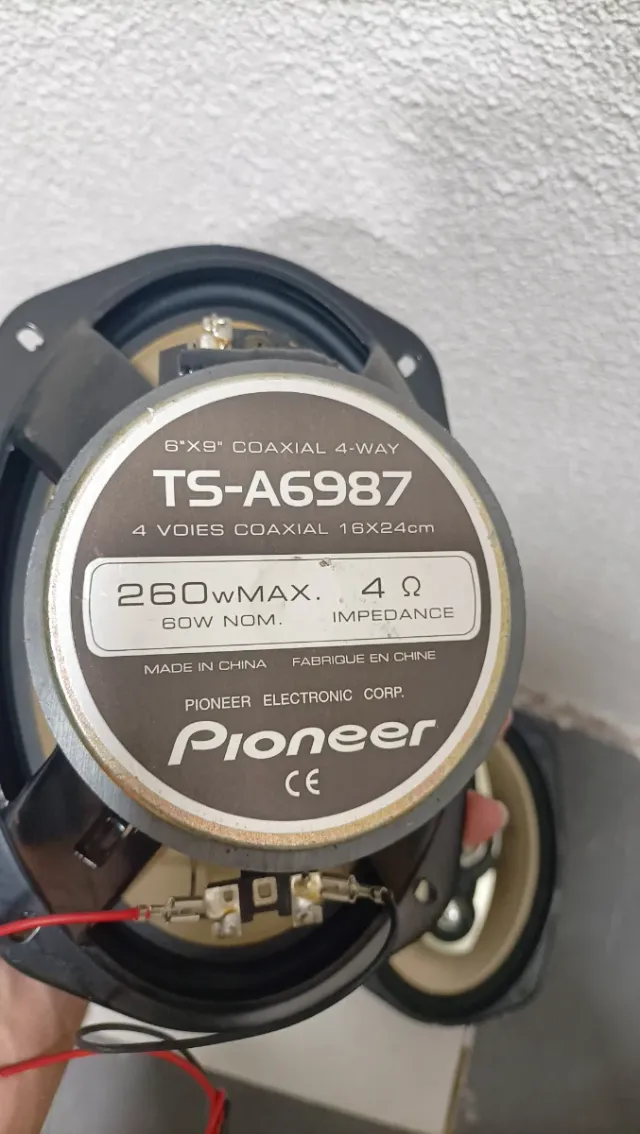 6"X9" COAXIAL 4-WAY
TS-A6987
4 VOIES COAXIAL 16X24cm
260wMAX. 4 Ω
60W NOM. IMPEDANCE
MADE IN CHINA FABRIQUE EN CHINE
PIONEER ELECTRONIC CORP.
Pioneer
CE